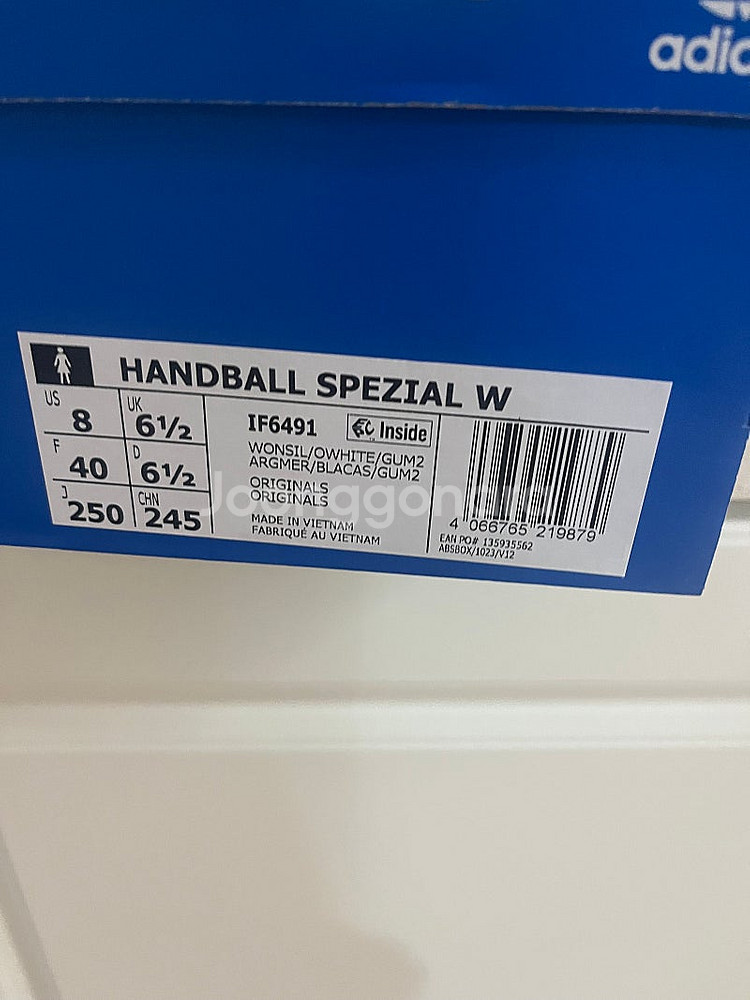 adid
HANDBALL SPEZIAL W
US 8 UK 6½
F 40 D 6½
J 250 CHN 245
IF6491 Inside
WONSIL/OWHITE/GUM2
ARGMER/BLACAS/GUM2
ORIGINALS
ORIGINALS
MADE IN VIETNAM
FABRIQUÉ AU VIETNAM
4 066765 219879
EAN PO# 135935562
ABSBOX/1023/V12
Joonggonara